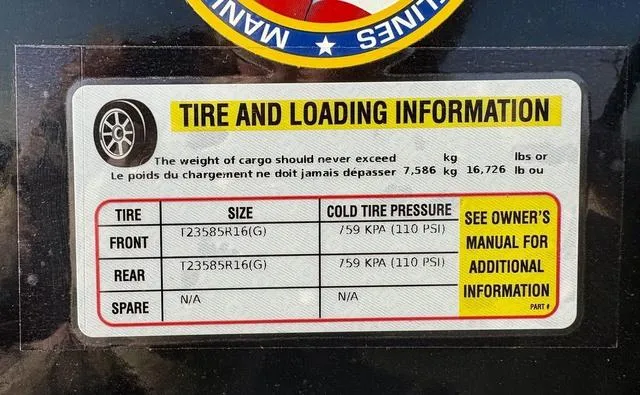 TIRE AND LOADING INFORMATION
The weight of cargo should never exceed kg lbs or
Le poids du chargement ne doit jamais dépasser 7,586 kg 16,726 lb ou
TIRE SIZE COLD TIRE PRESSURE
FRONT T23585R16(G) 759 KPA (110 PSI)
REAR T23585R16(G) 759 KPA (110 PSI)
SPARE N/A N/A
SEE OWNER'S
MANUAL FOR
ADDITIONAL
INFORMATION
PART #